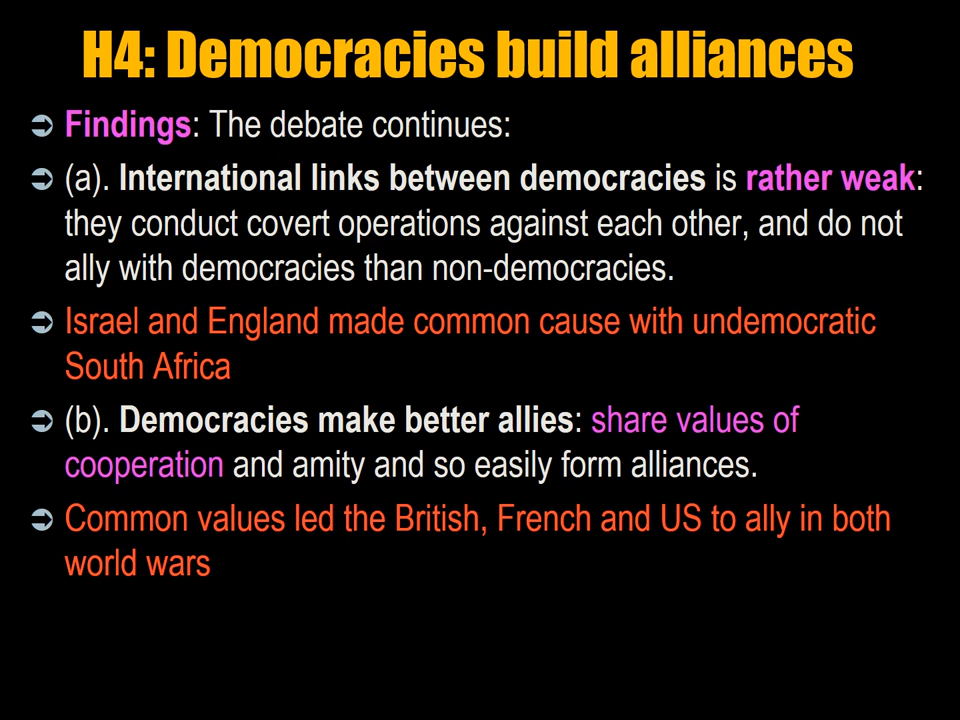 H4: Democracies build alliances
➲ Findings: The debate continues:
➲ (a). International links between democracies is rather weak:
they conduct covert operations against each other, and do not
ally with democracies than non-democracies.
➲ Israel and England made common cause with undemocratic
South Africa
➲ (b). Democracies make better allies: share values of
cooperation and amity and so easily form alliances.
➲ Common values led the British, French and US to ally in both
world wars